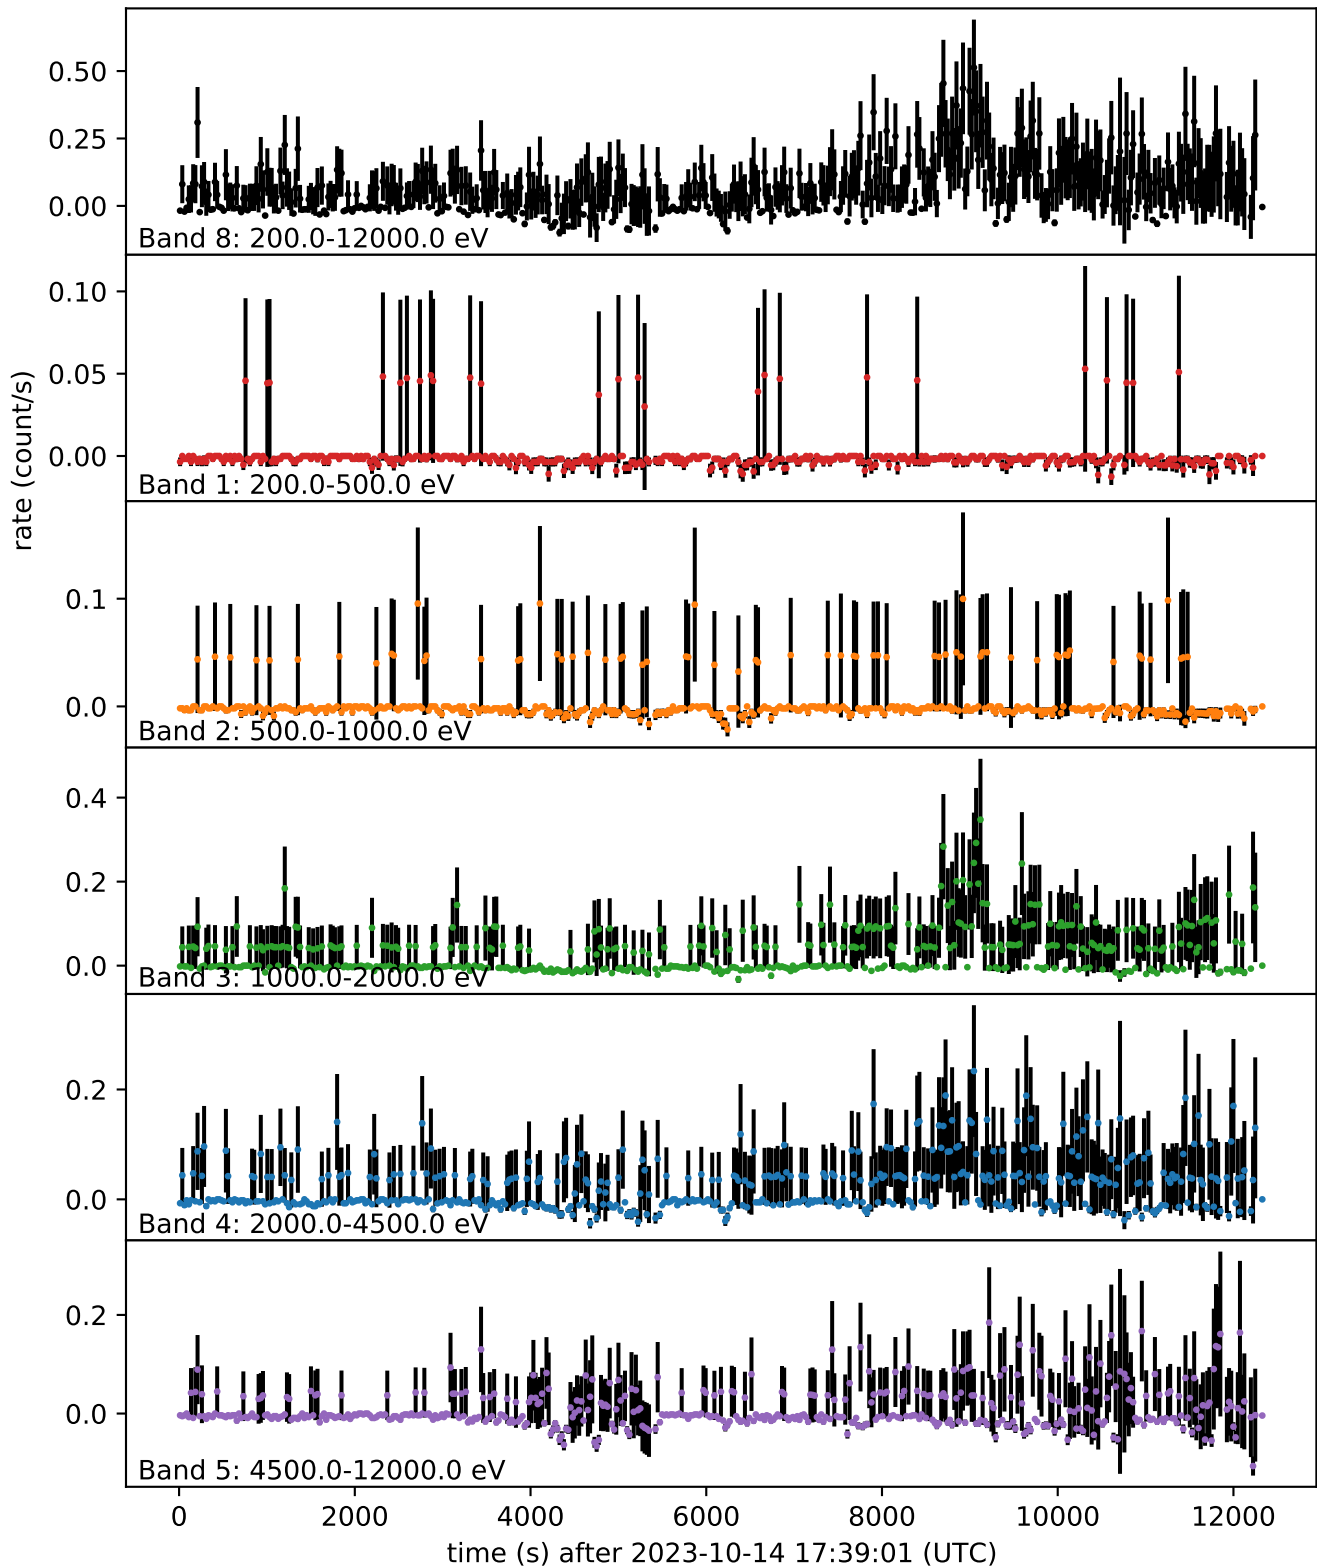 0.50
0.25
0.00
Band 8: 200.0-12000.0 eV
0.10
0.05
0.00
Band 1: 200.0-500.0 eV
rate (count/s)
0.1
0.0
Band 2: 500.0-1000.0 eV
0.4
0.2
0.0
Band 3: 1000.0-2000.0 eV
0.2
0.0
Band 4: 2000.0-4500.0 eV
0.2
0.0
Band 5: 4500.0-12000.0 eV
0 2000 4000 6000 8000 10000 12000
time (s) after 2023-10-14 17:39:01 (UTC)